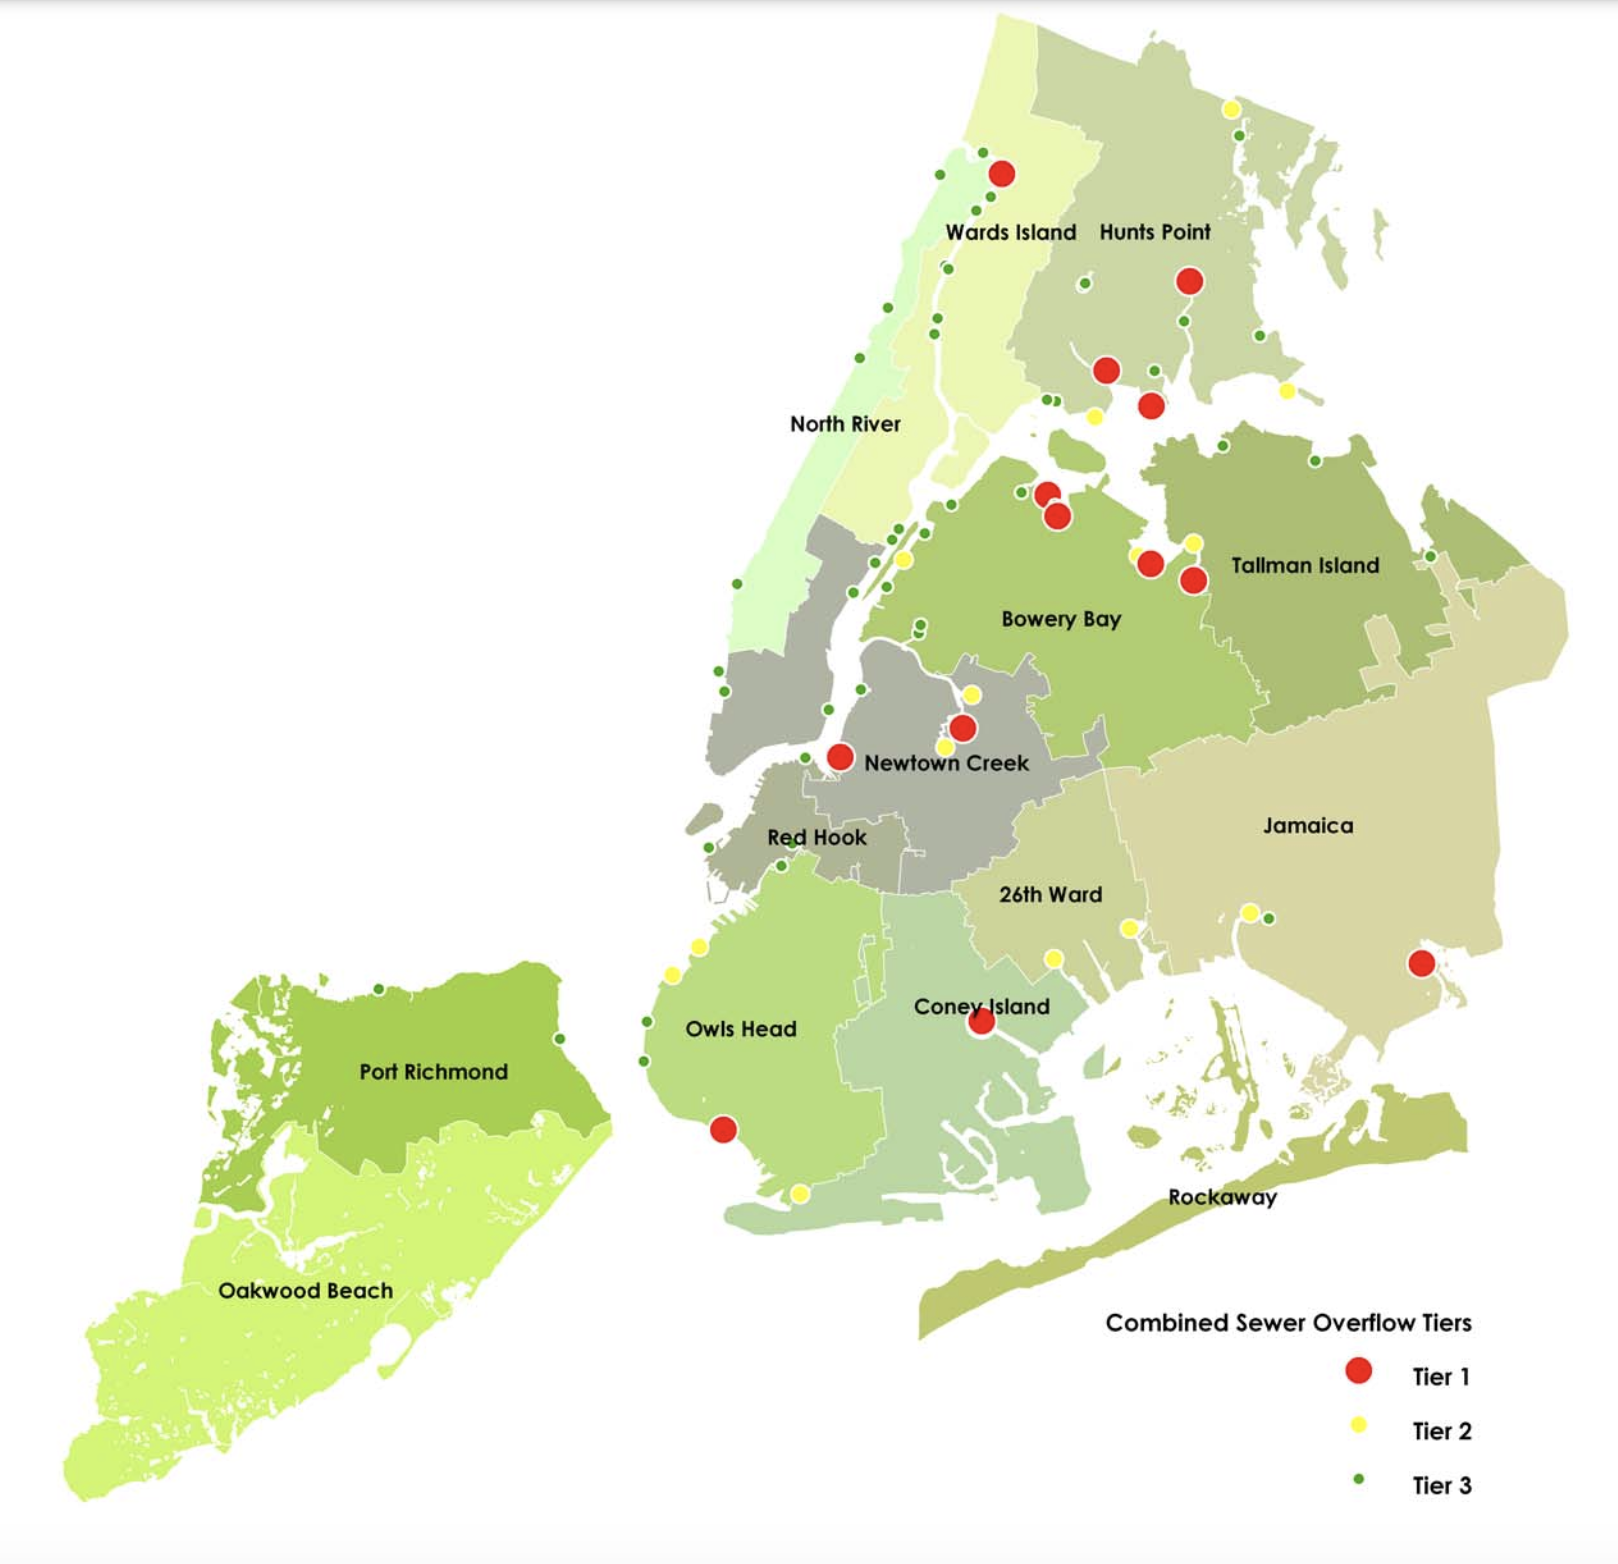 Wards Island
Hunts Point
North River
Tallman Island
Bowery Bay
Newtown Creek
Jamaica
Red Hook
26th Ward
Coney Island
Owls Head
Port Richmond
Rockaway
Oakwood Beach
Combined Sewer Overflow Tiers
Tier 1
Tier 2
Tier 3